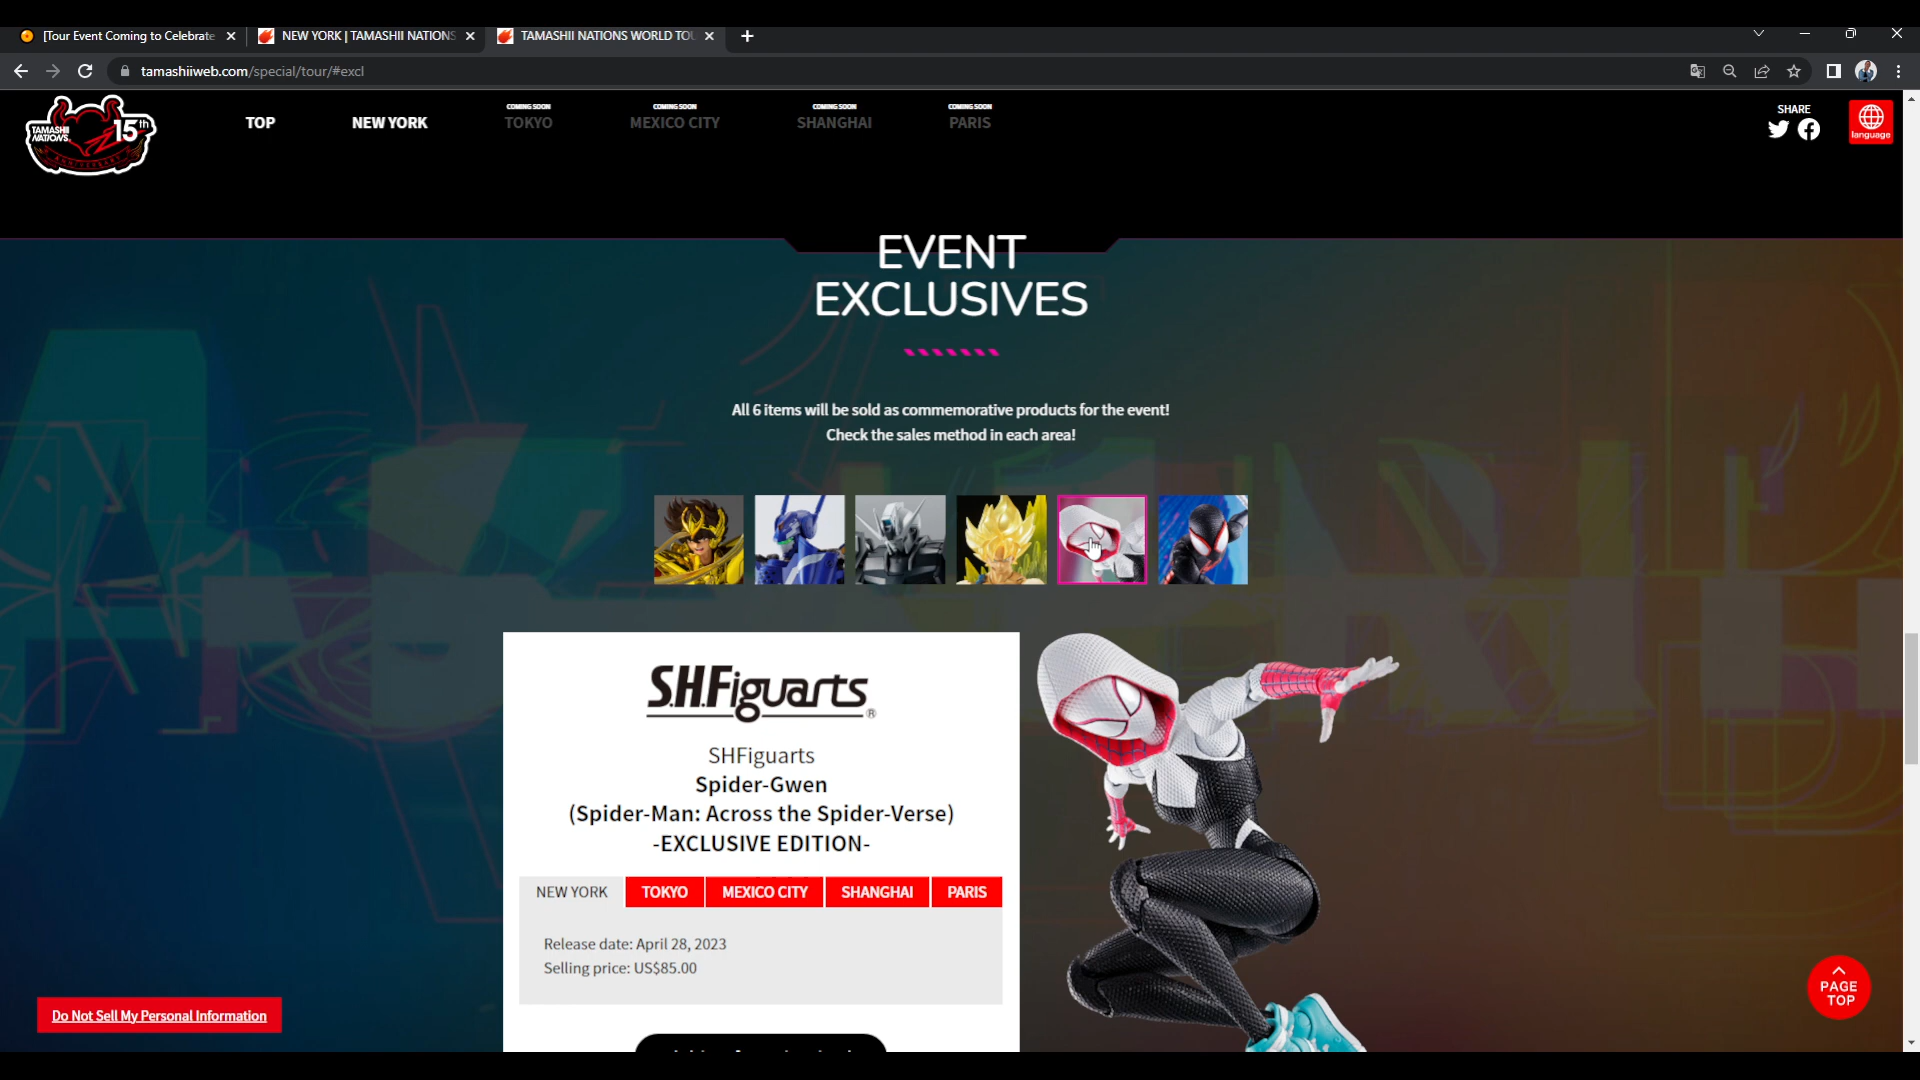 [Tour Event Coming to Celebrate
NEW YORK | TAMASHII NATIONS
TAMASHII NATIONS WORLD TOU
tamashiiweb.com/special/tour/#excl
TAMASHII
NATIONS
15th
ANNIVERSARY
TOP
NEW YORK
COMING SOON
TOKYO
COMING SOON
MEXICO CITY
COMING SOON
SHANGHAI
COMING SOON
PARIS
SHARE
language
EVENT
EXCLUSIVES
All 6 items will be sold as commemorative products for the event!
Check the sales method in each area!
S.H.Figuarts®
SHFiguarts
Spider-Gwen
(Spider-Man: Across the Spider-Verse)
-EXCLUSIVE EDITION-
NEW YORK TOKYO MEXICO CITY SHANGHAI PARIS
Release date: April 28, 2023
Selling price: US$85.00
PAGE
TOP
Do Not Sell My Personal Information